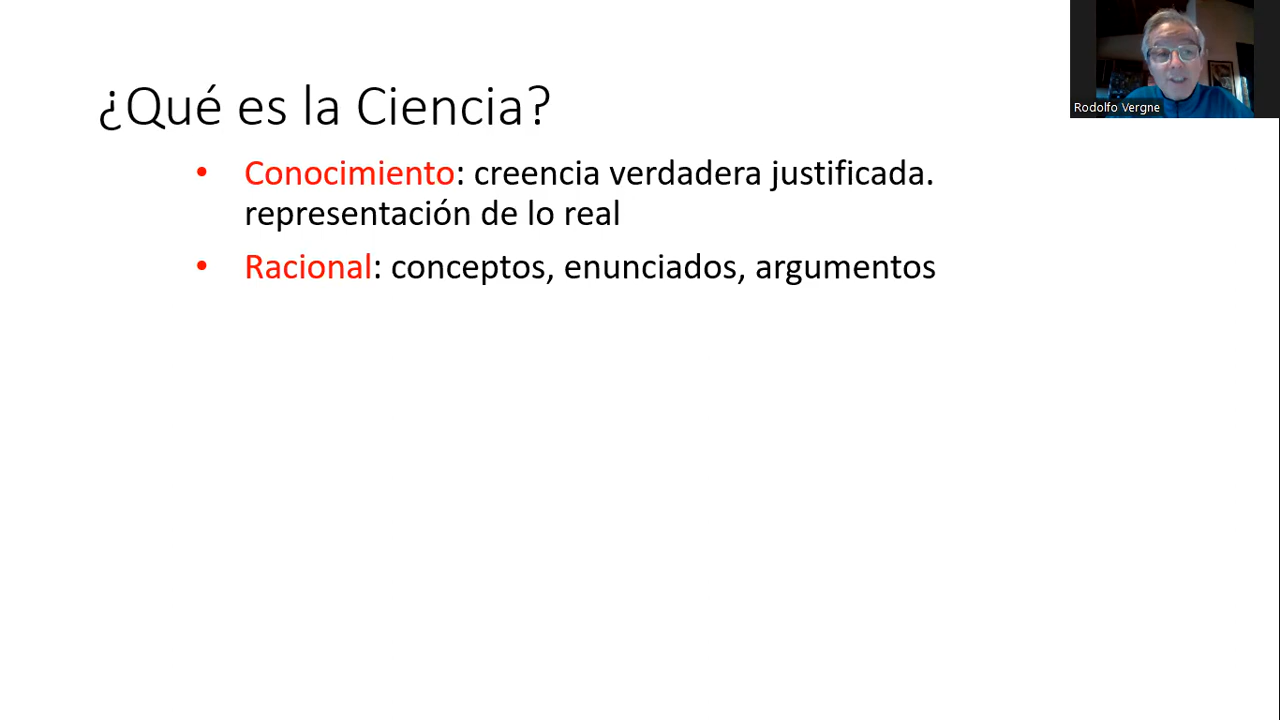 ¿Qué es la Ciencia?
• Conocimiento: creencia verdadera justificada.
representación de lo real
• Racional: conceptos, enunciados, argumentos
Rodolfo Vergne